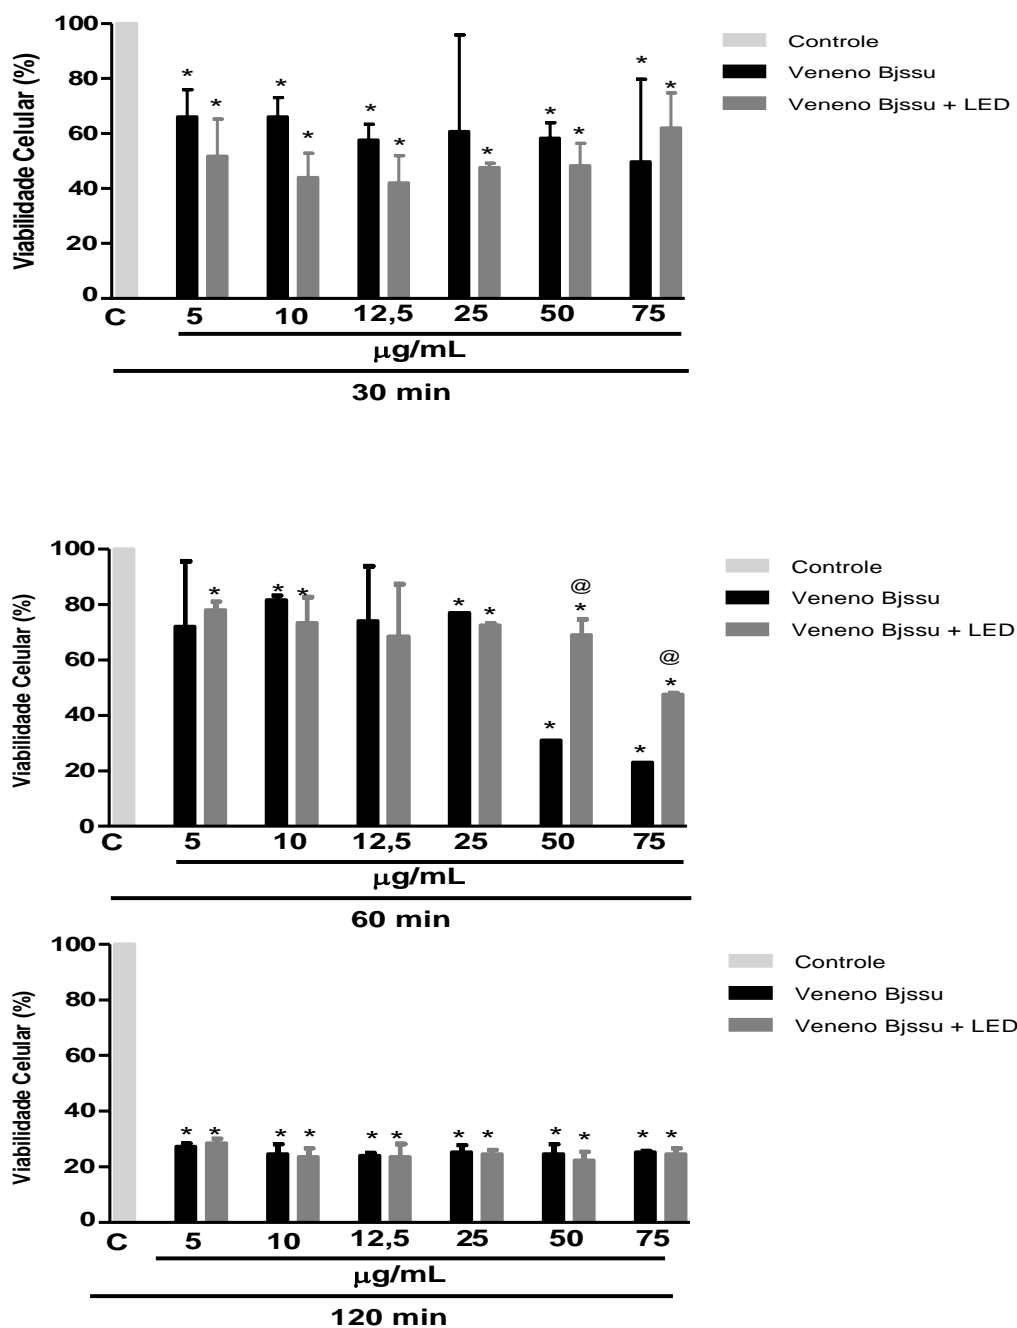 Viabilidade Celular (%)
100
80
60
40
20
0
* * * * * * * * * * *
C 5 10 12,5 25 50 75
μg/mL
30 min
Controle
Veneno Bjssu
Veneno Bjssu + LED
Viabilidade Celular (%)
100
80
60
40
20
0
@
@
* * * * * * * * *
C 5 10 12,5 25 50 75
μg/mL
60 min
Controle
Veneno Bjssu
Veneno Bjssu + LED
Viabilidade Celular (%)
100
80
60
40
20
0
* * * * * * * * * * * *
C 5 10 12,5 25 50 75
μg/mL
120 min
Controle
Veneno Bjssu
Veneno Bjssu + LED